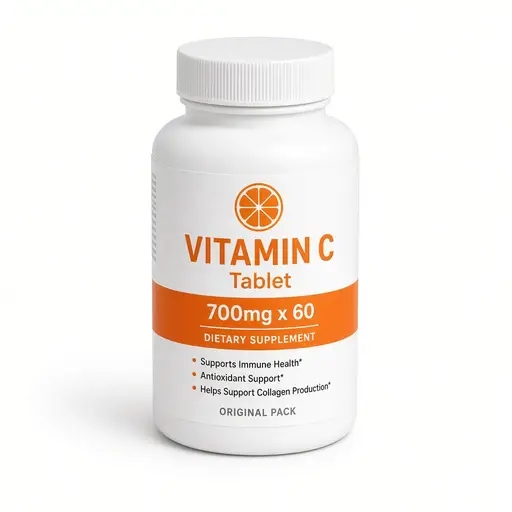 VITAMIN C
Tablet
700mg x 60
DIETARY SUPPLEMENT
• Supports Immune Health*
• Antioxidant Support*
• Helps Support Collagen Production*
ORIGINAL PACK